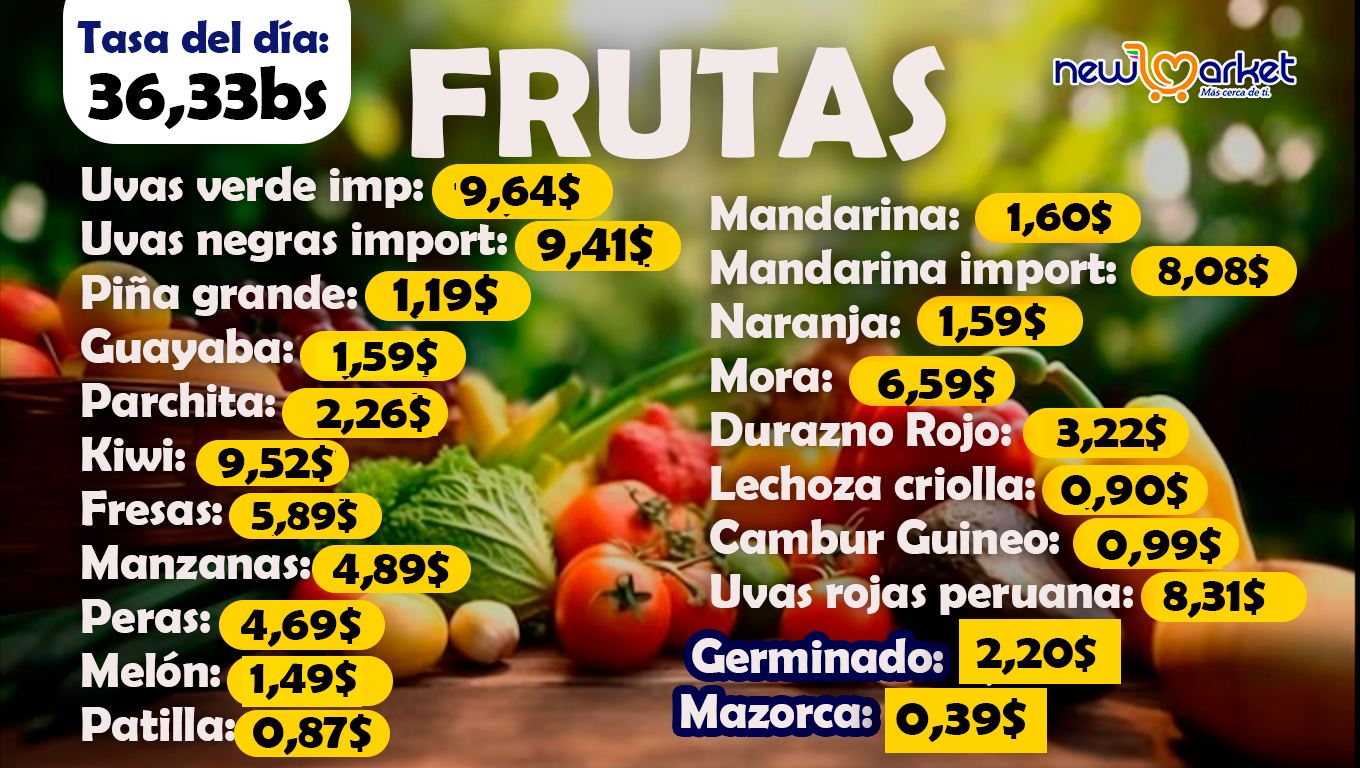 Tasa del día:
36,33bs
FRUTAS
newmarket
Más cerca de ti.
Uvas verde imp: 9,64$
Uvas negras import: 9,41$
Piña grande: 1,19$
Guayaba: 1,59$
Parchita: 2,26$
Kiwi: 9,52$
Fresas: 5,89$
Manzanas: 4,89$
Peras: 4,69$
Melón: 1,49$
Patilla: 0,87$
Mandarina: 1,60$
Mandarina import: 8,08$
Naranja: 1,59$
Mora: 6,59$
Durazno Rojo: 3,22$
Lechoza criolla: 0,90$
Cambur Guineo: 0,99$
Uvas rojas peruana: 8,31$
Germinado: 2,20$
Mazorca: 0,39$